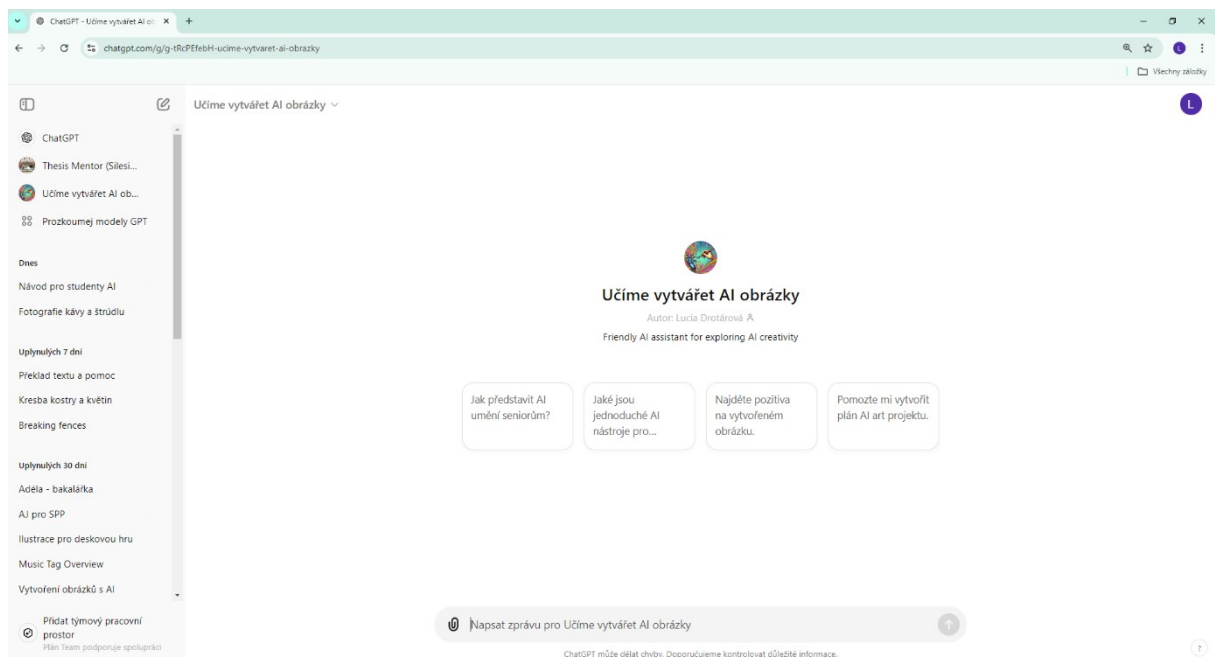 ChatGPT - Učíme vytvářet AI ob
chatgpt.com/g/g-tRcPEfebH-ucime-vytvaret-ai-obrazky
Všechny záložky
Učíme vytvářet AI obrázky
L
ChatGPT
Thesis Mentor (Silesi...
Učíme vytvářet AI ob...
Prozkoumej modely GPT
Dnes
Návod pro studenty AI
Fotografie kávy a štrúdlu
Uplynulých 7 dní
Překlad textu a pomoc
Kresba kostry a květin
Breaking fences
Uplynulých 30 dní
Adéla - bakalářka
AJ pro SPP
Ilustrace pro deskovou hru
Music Tag Overview
Vytvoření obrázků s AI
Přidat týmový pracovní
prostor
Plán Team podporuje spolupráci
Učíme vytvářet AI obrázky
Autor: Lucia Drotárová
Friendly AI assistant for exploring AI creativity
Jak představit AI
umění seniorům?
Jaké jsou
jednoduché AI
nástroje pro...
Najděte pozitiva
na vytvořeném
obrázku.
Pomozte mi vytvořit
plán AI art projektu.
Napsat zprávu pro Učíme vytvářet AI obrázky
ChatGPT může dělat chyby. Doporučujeme kontrolovat důležité informace.
?